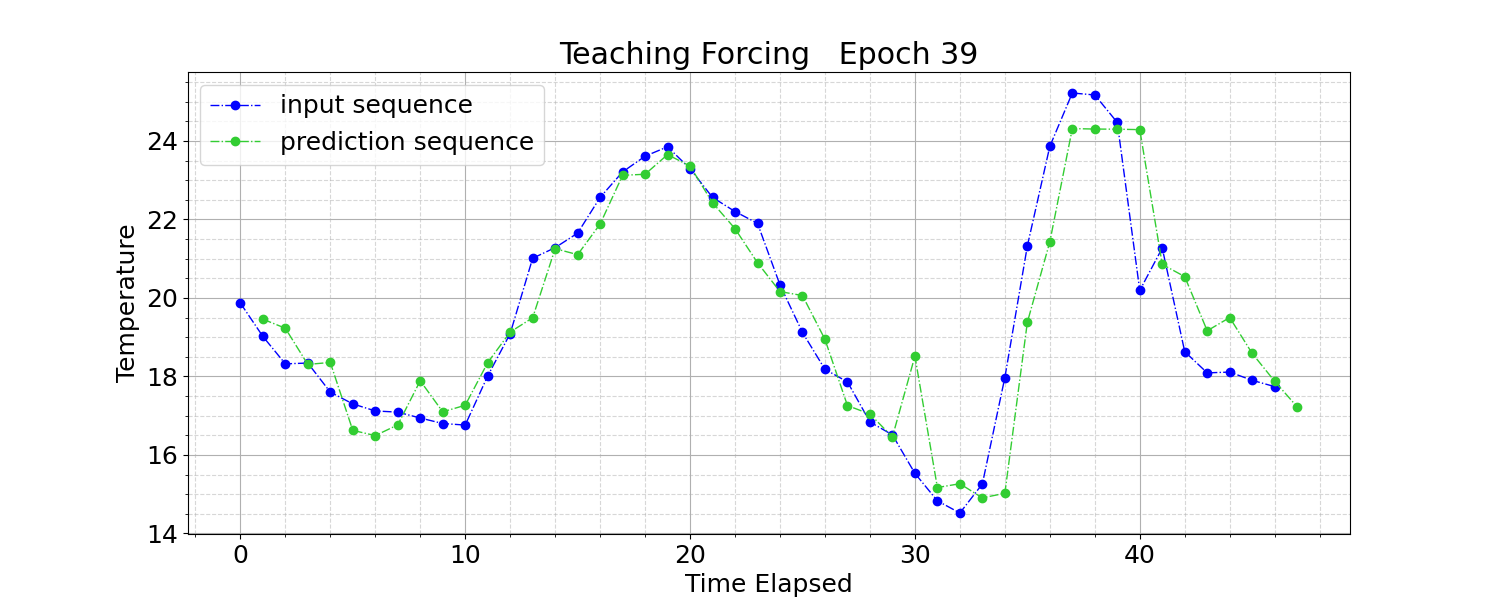 Teaching Forcing   Epoch 39
input sequence
prediction sequence
24
22
20
18
16
14
Temperature
0 10 20 30 40
Time Elapsed